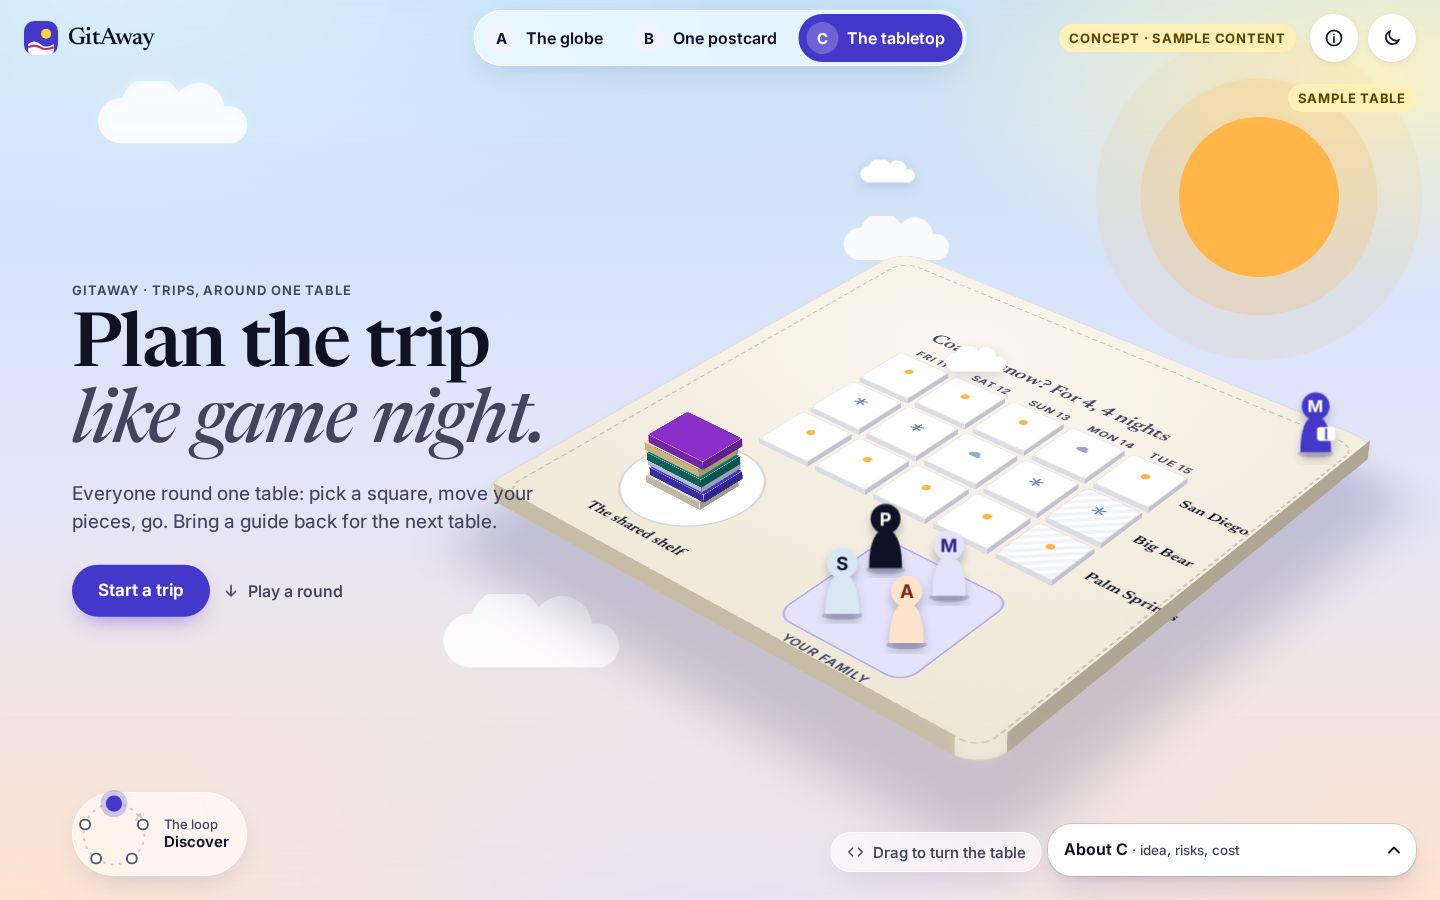 GitAway
A The globe
B One postcard
C The tabletop
CONCEPT · SAMPLE CONTENT
SAMPLE TABLE
GITAWAY · TRIPS, AROUND ONE TABLE
Plan the trip
like game night.
Everyone round one table: pick a square, move your
pieces, go. Bring a guide back for the next table.
Start a trip
Play a round
now? For 4, 4 nights
SAT 12
SUN 13
MON 14
TUE 15
San Diego
Big Bear
Palm Springs
The shared shelf
M
P
M
S
A
YOUR FAMILY
The loop
Discover
Drag to turn the table
About C · idea, risks, cost